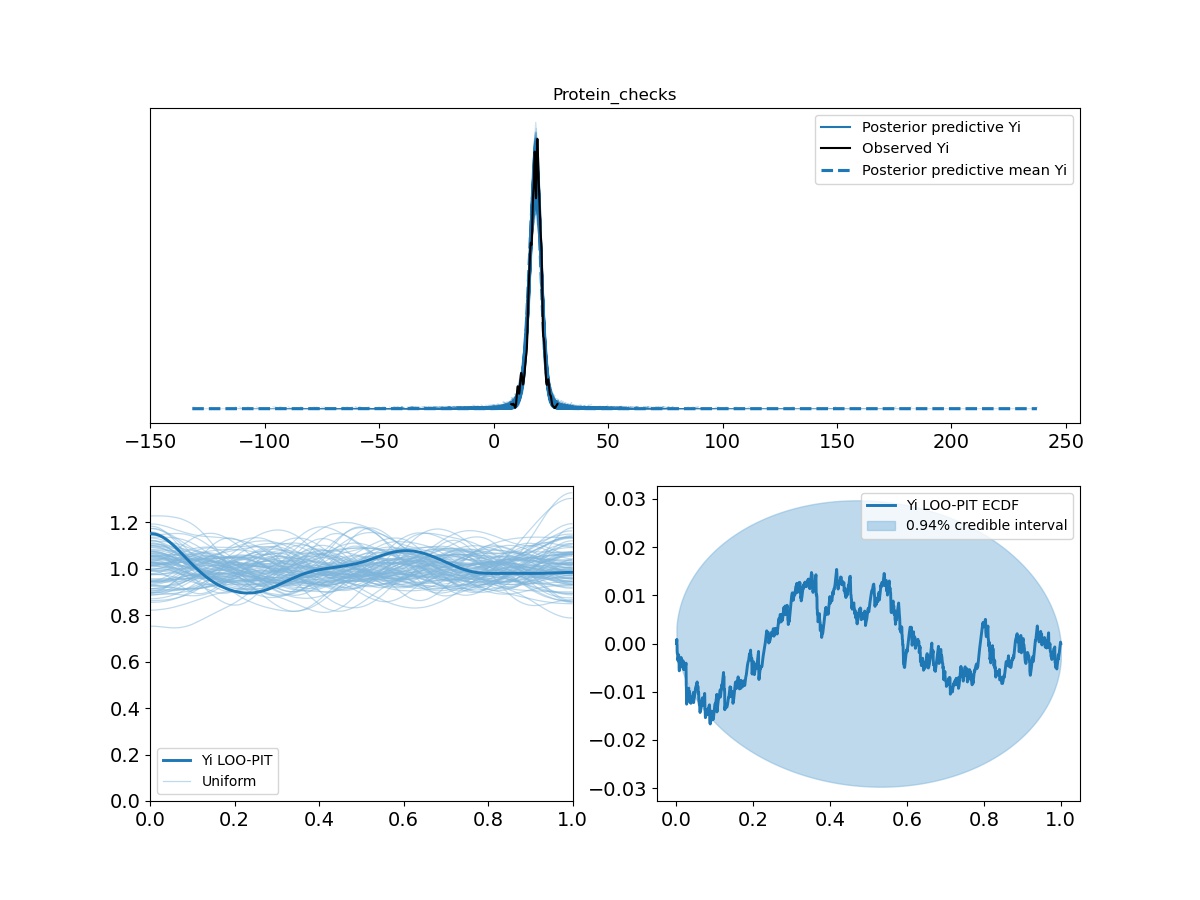 Protein_checks
Posterior predictive Yi
Observed Yi
Posterior predictive mean Yi
−150 −100 −50 0 50 100 150 200 250
1.2
1.0
0.8
0.6
0.4
0.2
0.0
Yi LOO-PIT
Uniform
0.0 0.2 0.4 0.6 0.8 1.0
0.03
0.02
0.01
0.00
−0.01
−0.02
−0.03
Yi LOO-PIT ECDF
0.94% credible interval
0.0 0.2 0.4 0.6 0.8 1.0